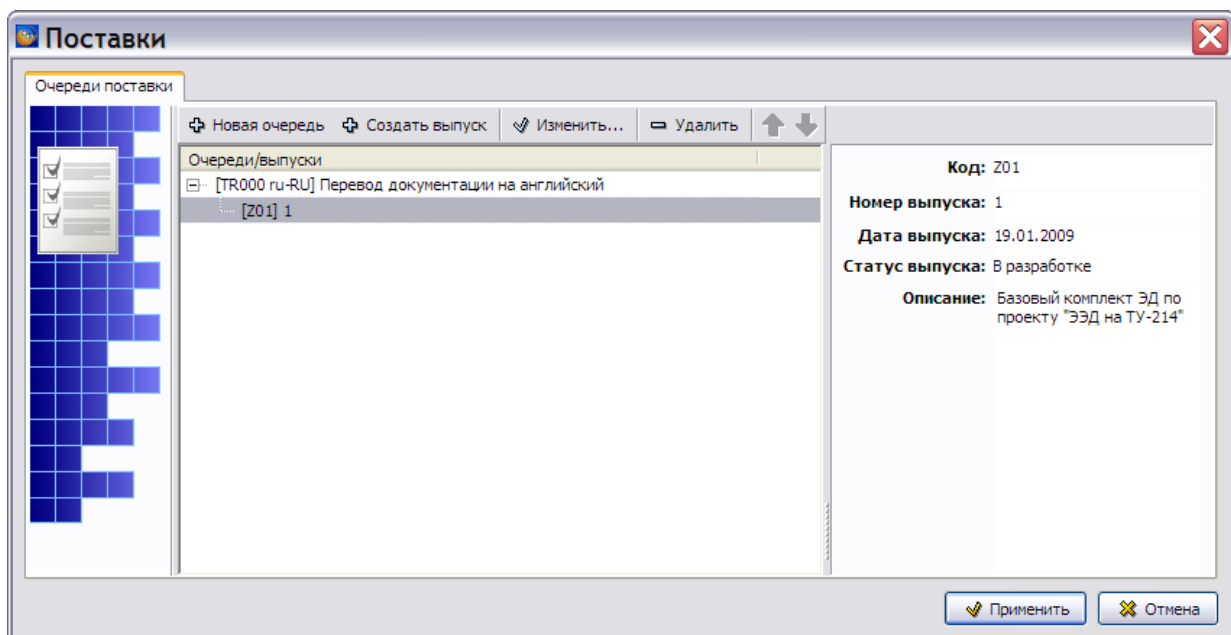 Поставки
Очереди поставки
Новая очередь Создать выпуск Изменить... Удалить
Очереди/выпуски
[TR000 ru-RU] Перевод документации на английский
[Z01] 1
Код: Z01
Номер выпуска: 1
Дата выпуска: 19.01.2009
Статус выпуска: В разработке
Описание: Базовый комплект ЭД по
проекту "ЭЭД на ТУ-214"
Применить Отмена